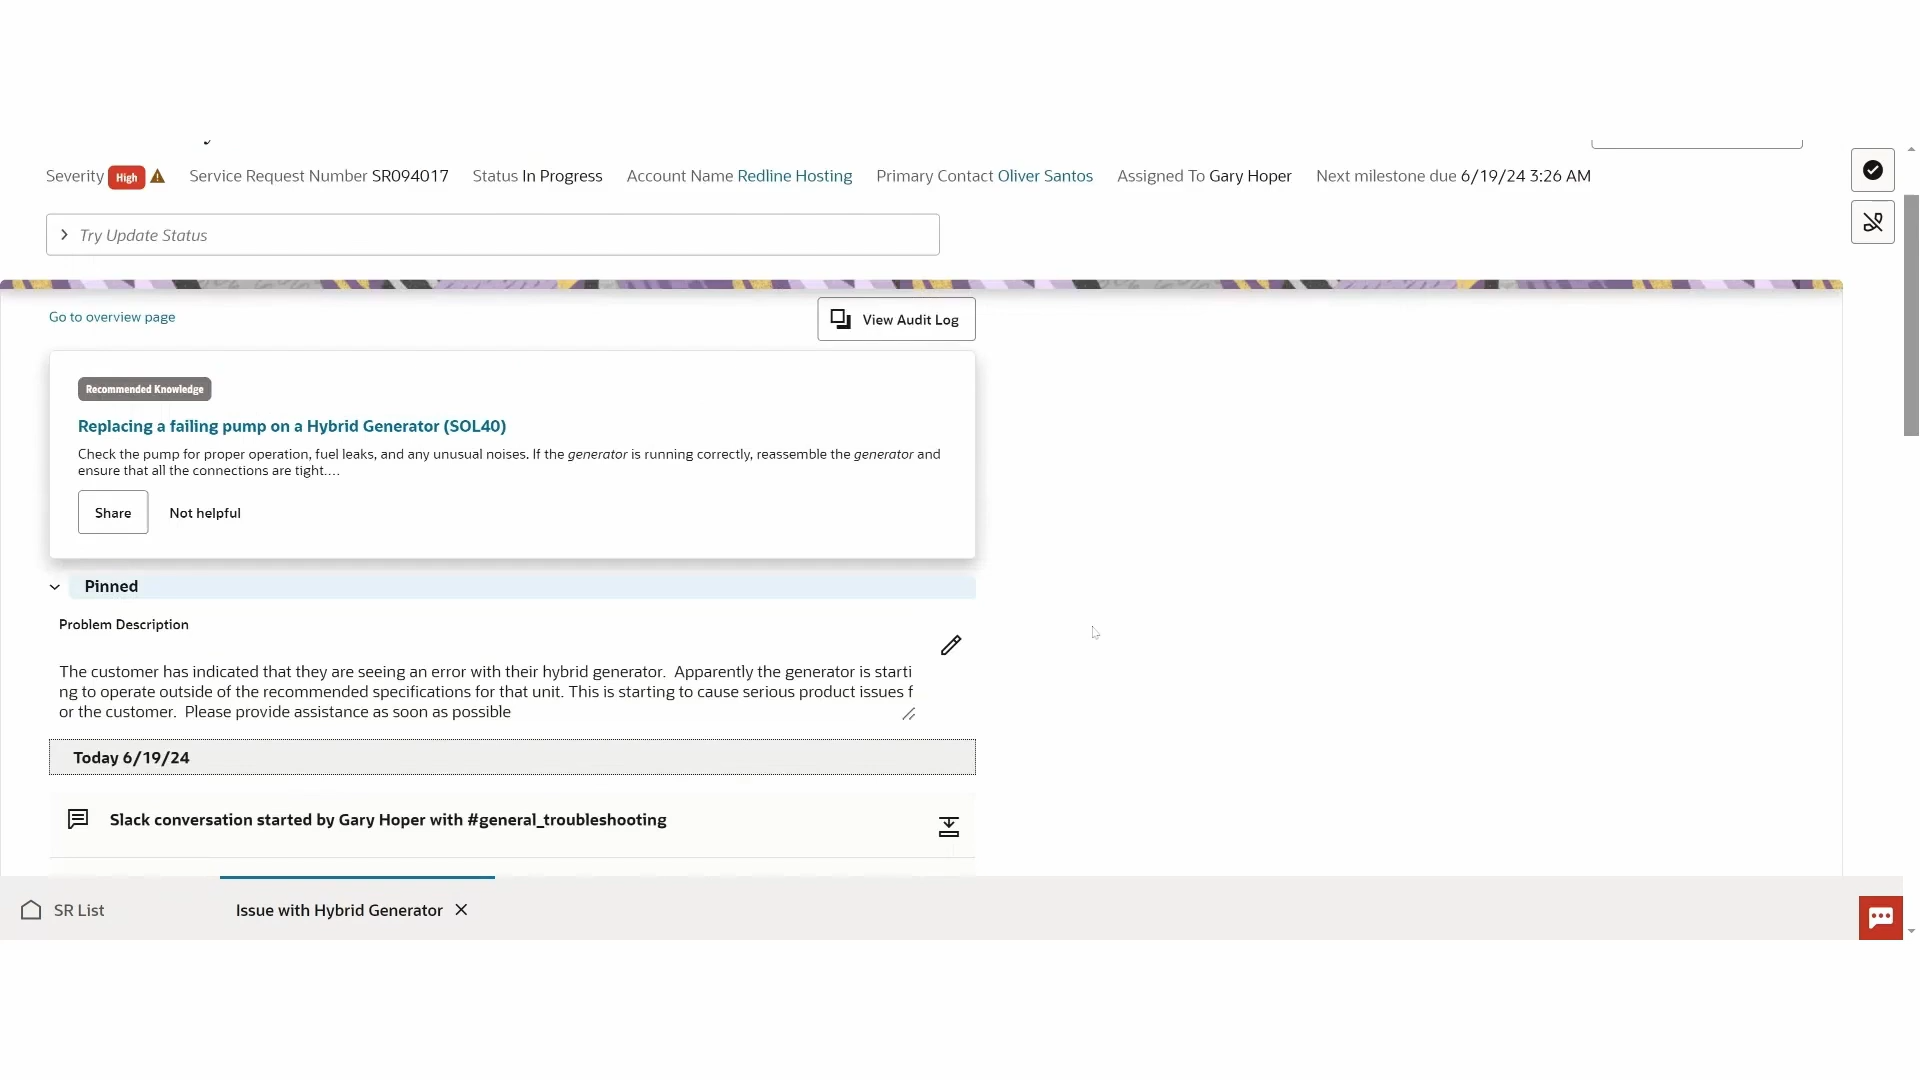 Severity High Service Request Number SR094017 Status In Progress Account Name Redline Hosting Primary Contact Oliver Santos Assigned To Gary Hoper Next milestone due 6/19/24 3:26 AM
Try Update Status
Go to overview page
View Audit Log
Recommended Knowledge
Replacing a failing pump on a Hybrid Generator (SOL40)
Check the pump for proper operation, fuel leaks, and any unusual noises. If the generator is running correctly, reassemble the generator and
ensure that all the connections are tight....
Share Not helpful
Pinned
Problem Description
The customer has indicated that they are seeing an error with their hybrid generator.  Apparently the generator is starti
ng to operate outside of the recommended specifications for that unit. This is starting to cause serious product issues f
or the customer.  Please provide assistance as soon as possible
Today 6/19/24
Slack conversation started by Gary Hoper with #general_troubleshooting
SR List Issue with Hybrid Generator